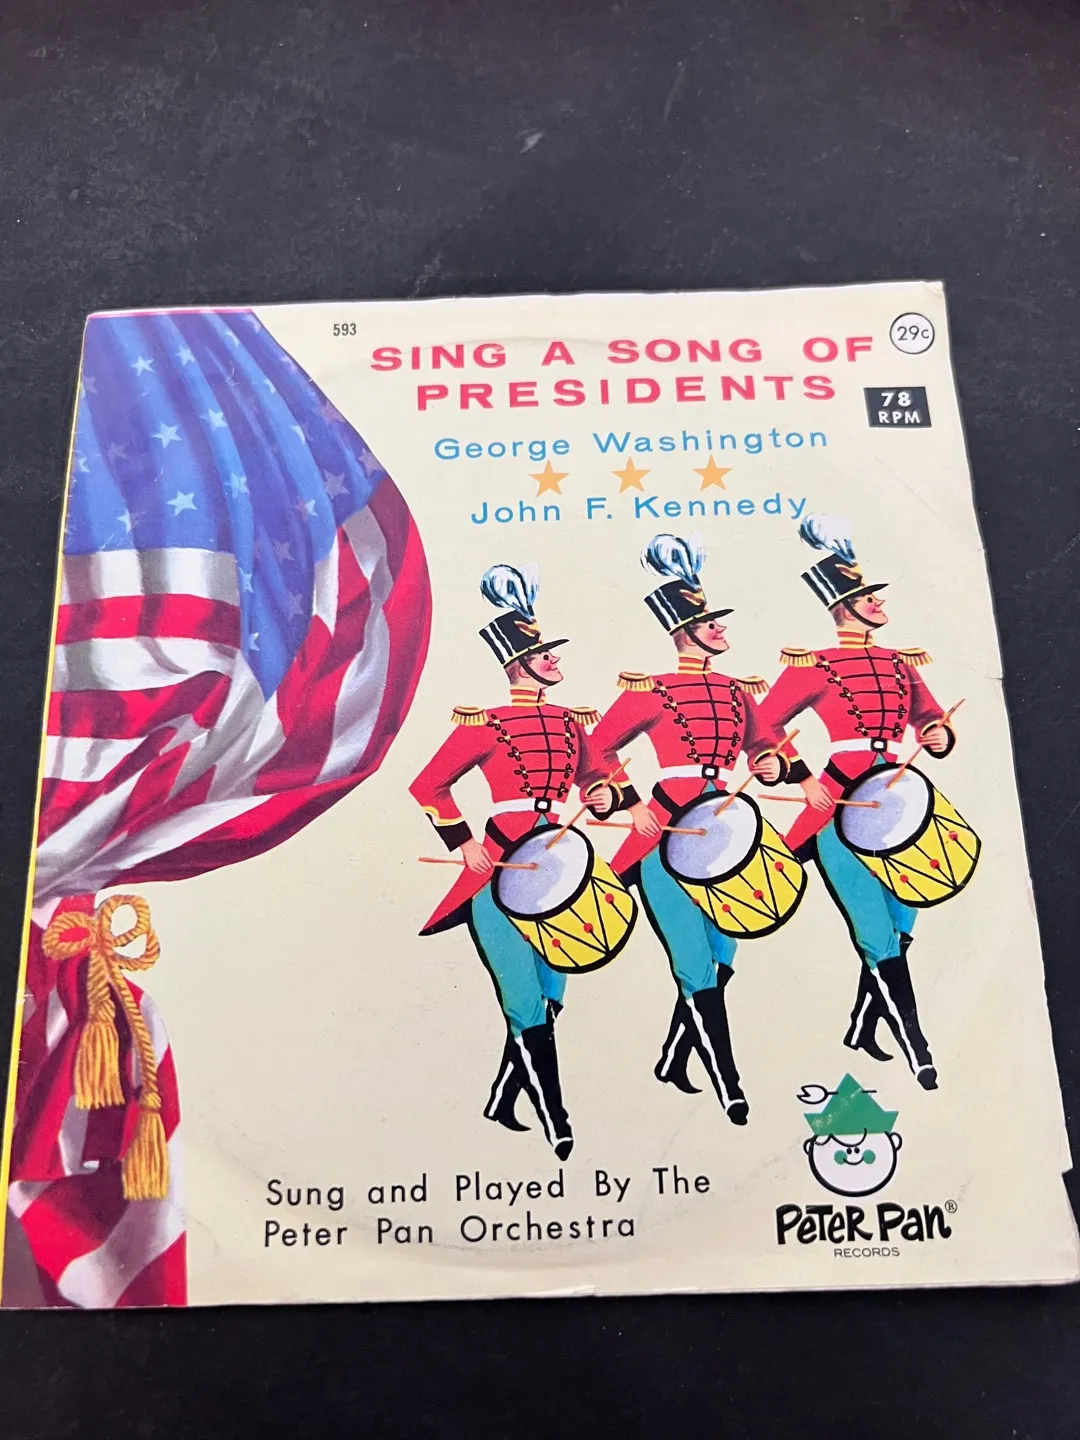 593
29c
SING A SONG OF
PRESIDENTS
78
RPM
George Washington
John F. Kennedy
Sung and Played By The
Peter Pan Orchestra
PETER PAN®
RECORDS